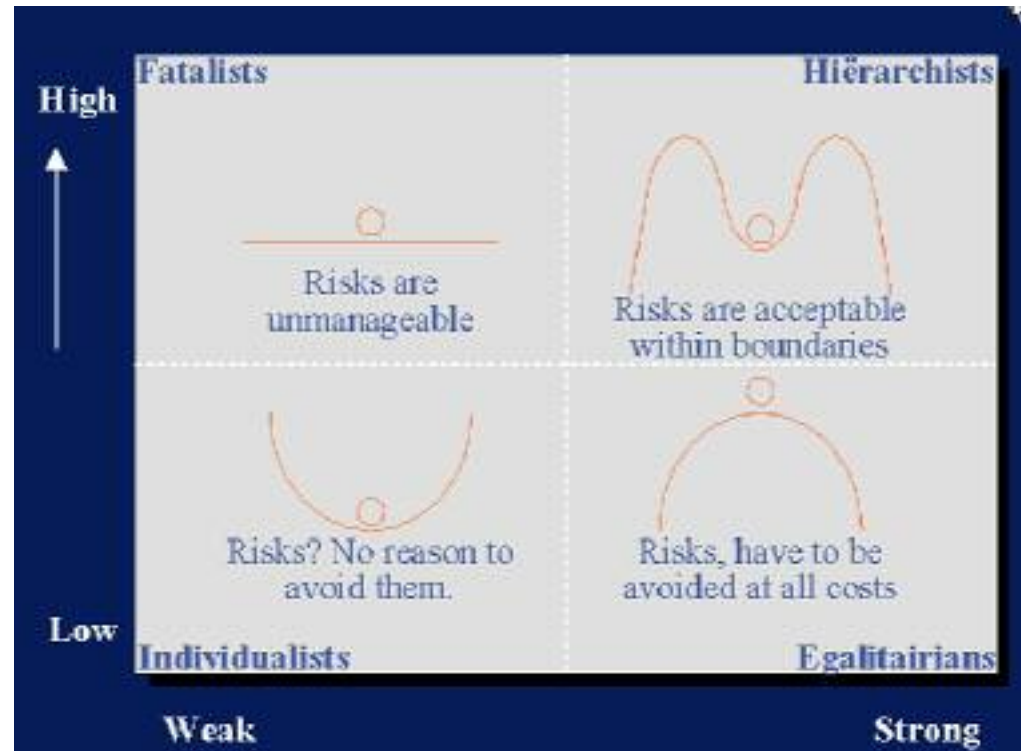 Fatalists
Hiërarchists
High
Risks are
unmanageable
Risks are acceptable
within boundaries
Risks? No reason to
avoid them.
Risks, have to be
avoided at all costs
Low
Individualists
Egalitairians
Weak
Strong